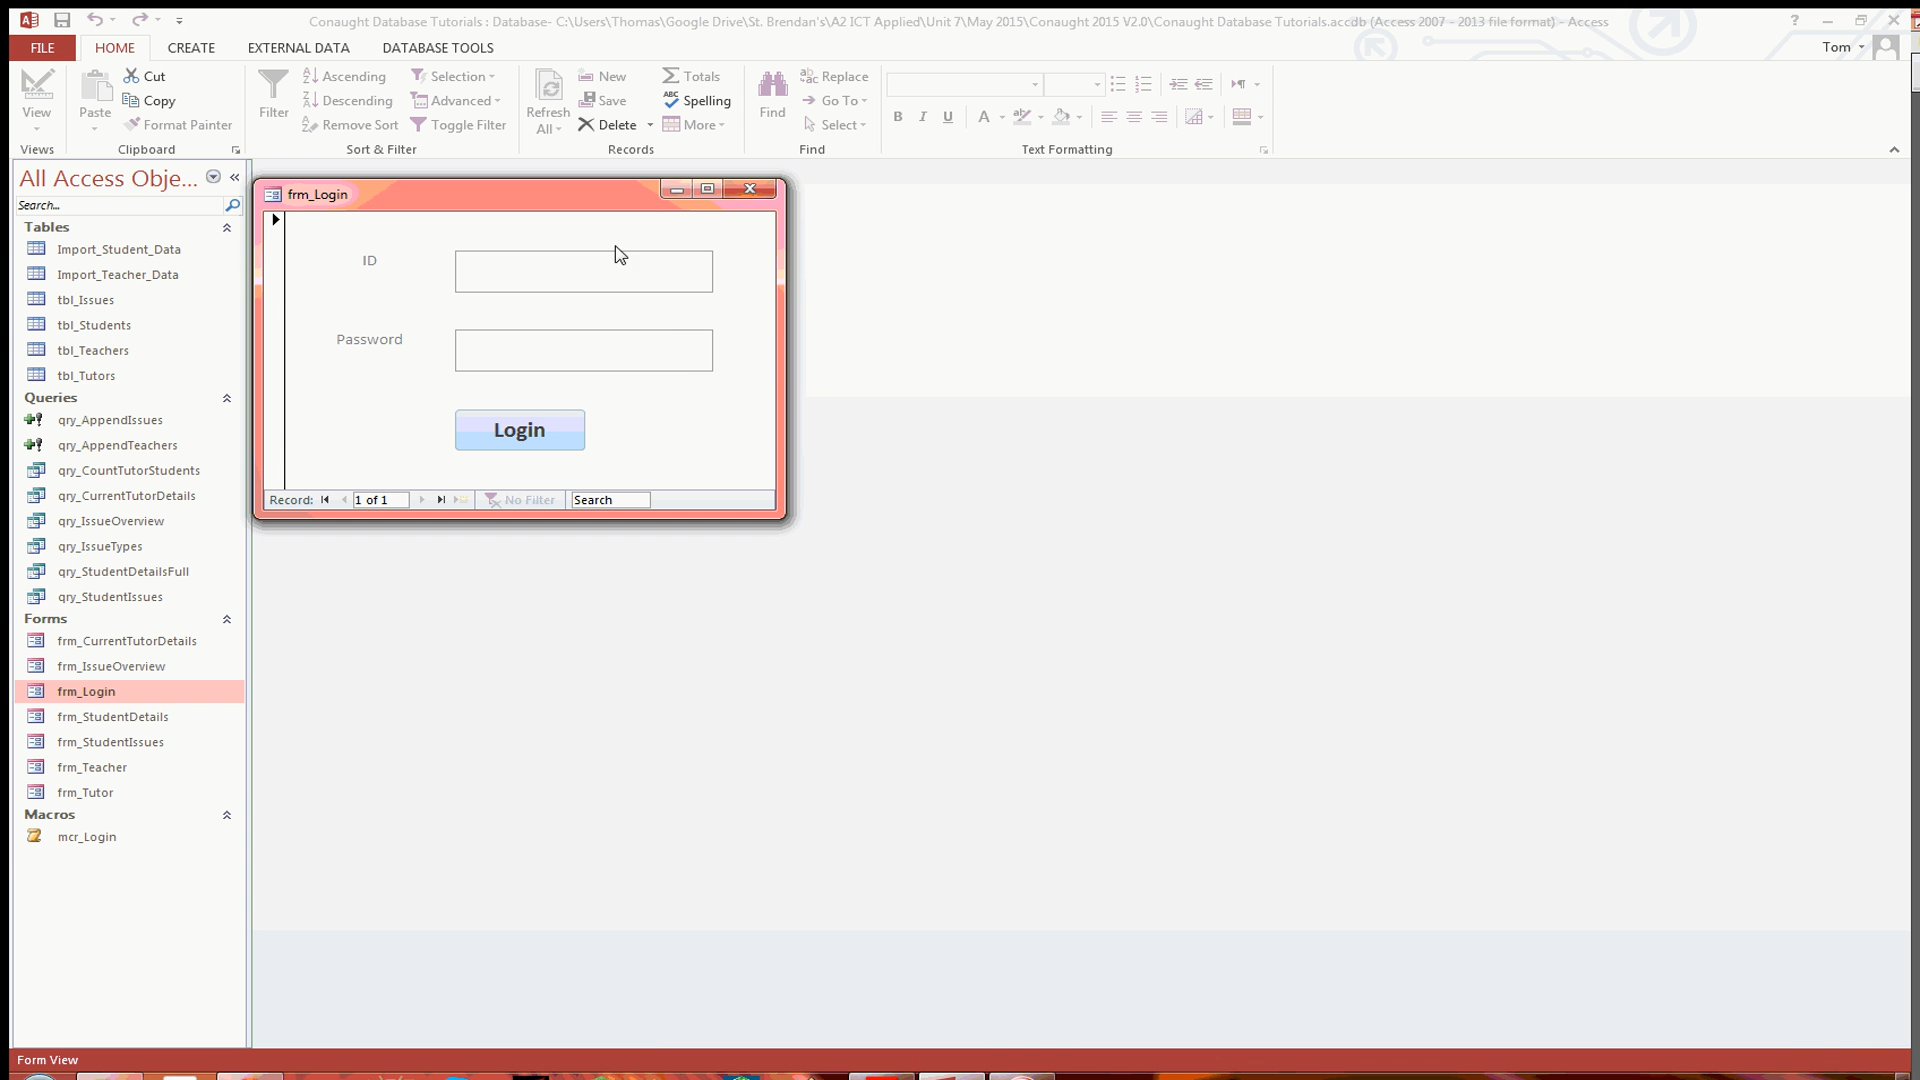 Conaught Database Tutorials : Database- C:\Users\Thomas\Google Drive\St. Brendan's\A2 ICT Applied\Unit 7\May 2015\Conaught 2015 V2.0\Conaught Database Tutorials.accdb (Access 2007 - 2013 file format) - Access
FILE HOME CREATE EXTERNAL DATA DATABASE TOOLS Tom
View
Paste
Cut
Copy
Format Painter
Filter
Ascending
Descending
Remove Sort
Selection
Advanced
Toggle Filter
Refresh All
New
Save
Delete
Totals
Spelling
More
Find
Replace
Go To
Select
Views Clipboard Sort & Filter Records Find Text Formatting
All Access Obje...
Search...
Tables
Import_Student_Data
Import_Teacher_Data
tbl_Issues
tbl_Students
tbl_Teachers
tbl_Tutors
Queries
qry_AppendIssues
qry_AppendTeachers
qry_CountTutorStudents
qry_CurrentTutorDetails
qry_IssueOverview
qry_IssueTypes
qry_StudentDetailsFull
qry_StudentIssues
Forms
frm_CurrentTutorDetails
frm_IssueOverview
frm_Login
frm_StudentDetails
frm_StudentIssues
frm_Teacher
frm_Tutor
Macros
mcr_Login
frm_Login
ID
Password
Login
Record: 1 of 1 No Filter Search
Form View